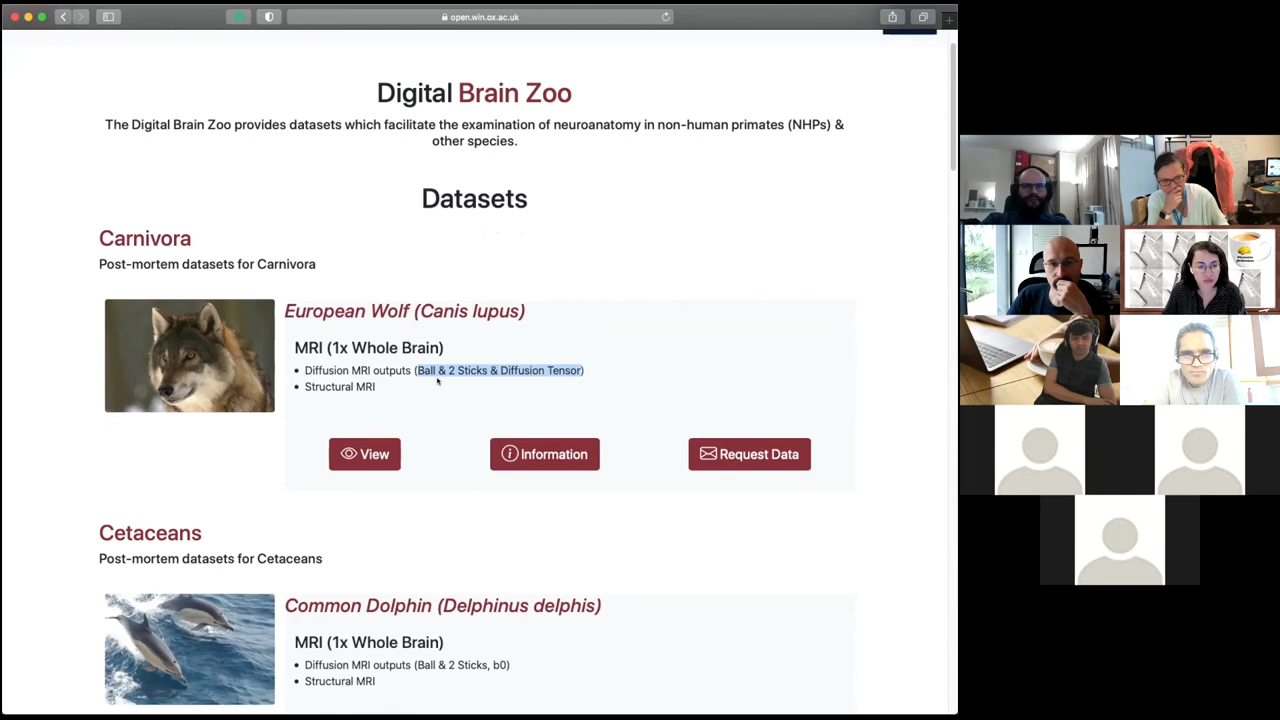 open.win.ox.ac.uk
Digital Brain Zoo
The Digital Brain Zoo provides datasets which facilitate the examination of neuroanatomy in non-human primates (NHPs) &
other species.
Datasets
Carnivora
Post-mortem datasets for Carnivora
European Wolf (Canis lupus)
MRI (1x Whole Brain)
• Diffusion MRI outputs (Ball & 2 Sticks & Diffusion Tensor)
• Structural MRI
View
Information
Request Data
Cetaceans
Post-mortem datasets for Cetaceans
Common Dolphin (Delphinus delphis)
MRI (1x Whole Brain)
• Diffusion MRI outputs (Ball & 2 Sticks, b0)
• Structural MRI